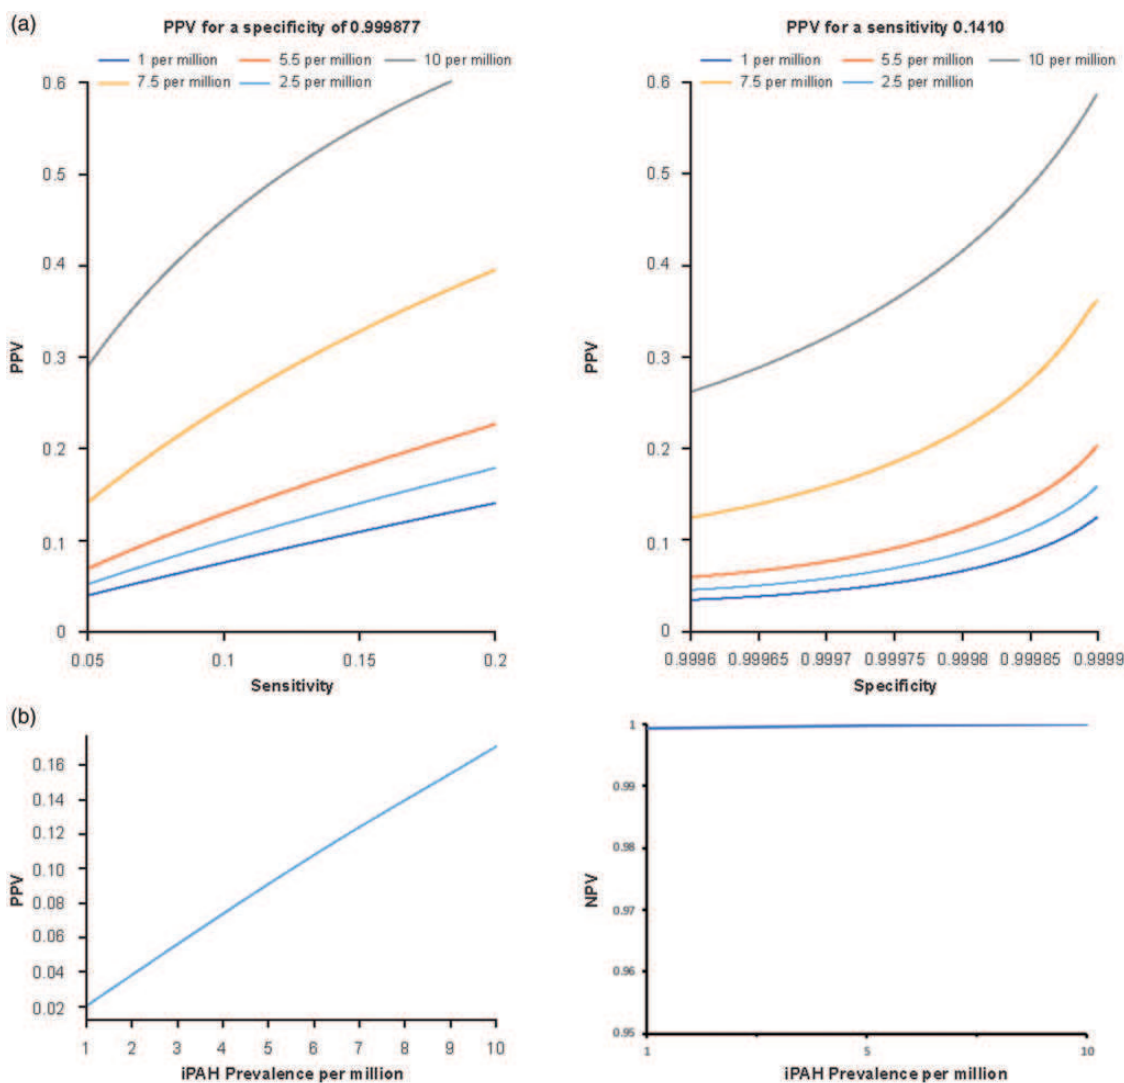 (a)
PPV for a specificity of 0.999877
1 per million 5.5 per million 10 per million
7.5 per million 2.5 per million
0.6
0.5
0.4
0.3
0.2
0.1
0
PPV
0.05 0.1 0.15 0.2
Sensitivity
PPV for a sensitivity 0.1410
1 per million 5.5 per million 10 per million
7.5 per million 2.5 per million
0.6
0.5
0.4
0.3
0.2
0.1
0
PPV
0.9996 0.99965 0.9997 0.99975 0.9998 0.99985 0.9999
Specificity
(b)
0.16
0.14
0.12
0.10
0.08
0.06
0.04
0.02
PPV
1 2 3 4 5 6 7 8 9 10
iPAH Prevalence per million
1
0.99
0.98
0.97
0.96
0.95
NPV
1 5 10
iPAH Prevalence per million